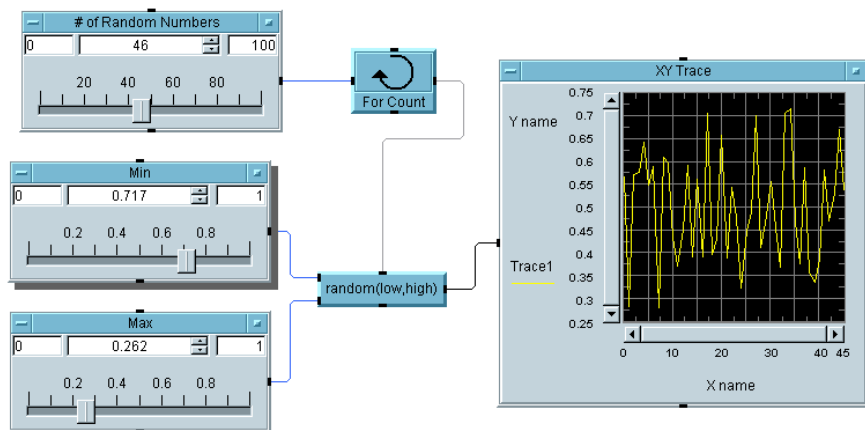 # of Random Numbers
0 46 100
20 40 60 80
For Count
Min
0 0.717 1
0.2 0.4 0.6 0.8
Max
0 0.262 1
0.2 0.4 0.6 0.8
random(low,high)
XY Trace
Y name
Trace1
0.75
0.7
0.65
0.6
0.55
0.5
0.45
0.4
0.35
0.3
0.25
0 10 20 30 40 45
X name